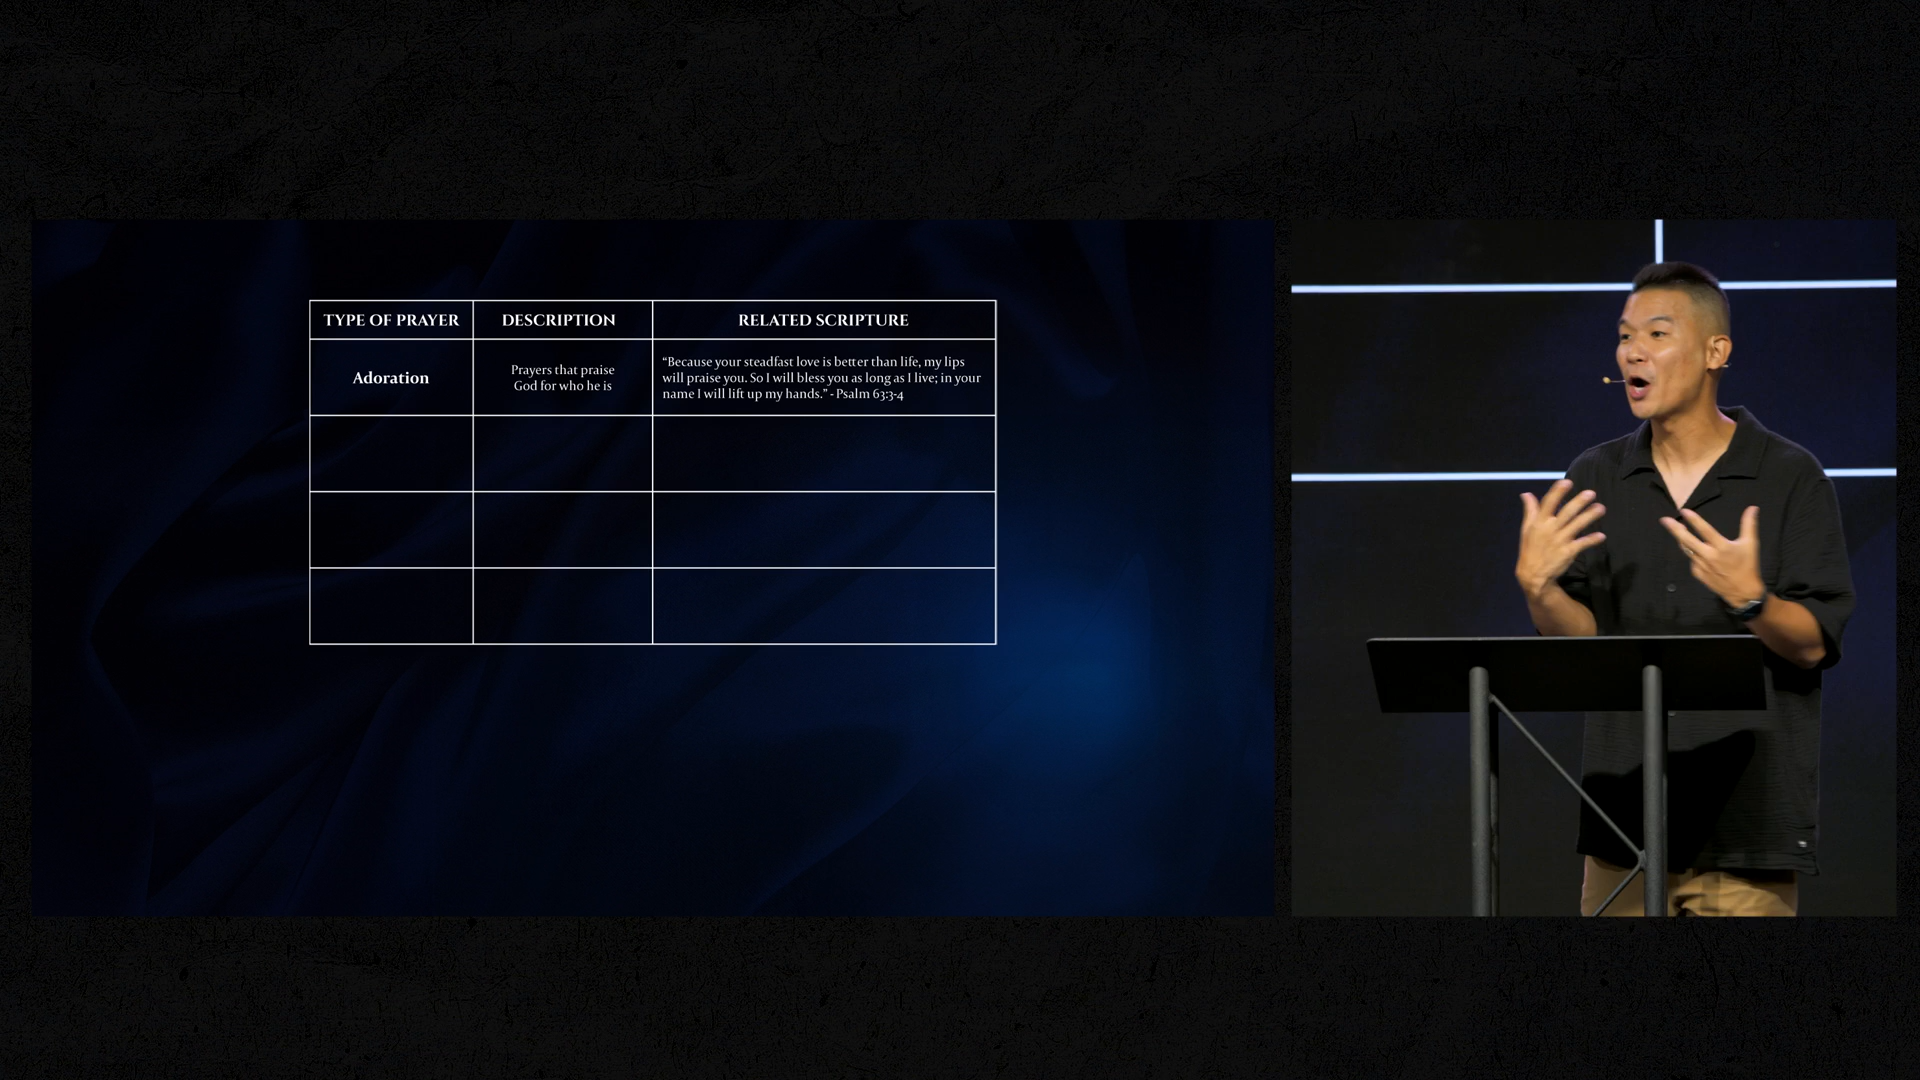 TYPE OF PRAYER
DESCRIPTION
RELATED SCRIPTURE
Adoration
Prayers that praise
God for who he is
“Because your steadfast love is better than life, my lips
will praise you. So I will bless you as long as I live; in your
name I will lift up my hands.” - Psalm 63:3-4